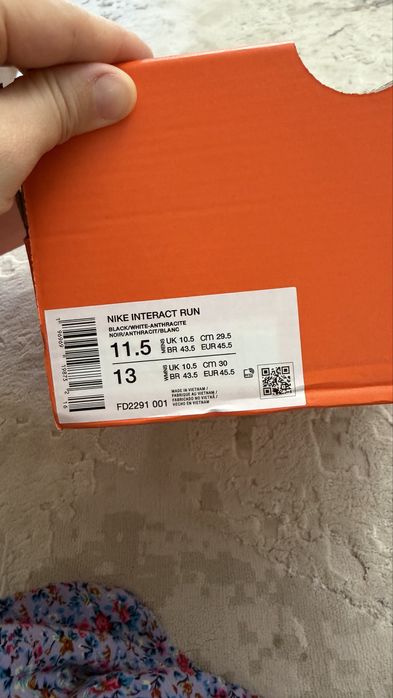 NIKE INTERACT RUN
BLACK/WHITE-ANTHRACITE
NOIR/ANTHRACIT/BLANC
11.5 MENS UK 10.5 cm 29.5
BR 43.5 EUR 45.5
13 WMNS UK 10.5 cm 30
BR 43.5 EUR 45.5
MADE IN VIETNAM /
FABRIQUÉ AU VIETNAM /
FABRICADO NO VIETNÃ /
HECHO EN VIETNAM
FD2291 001